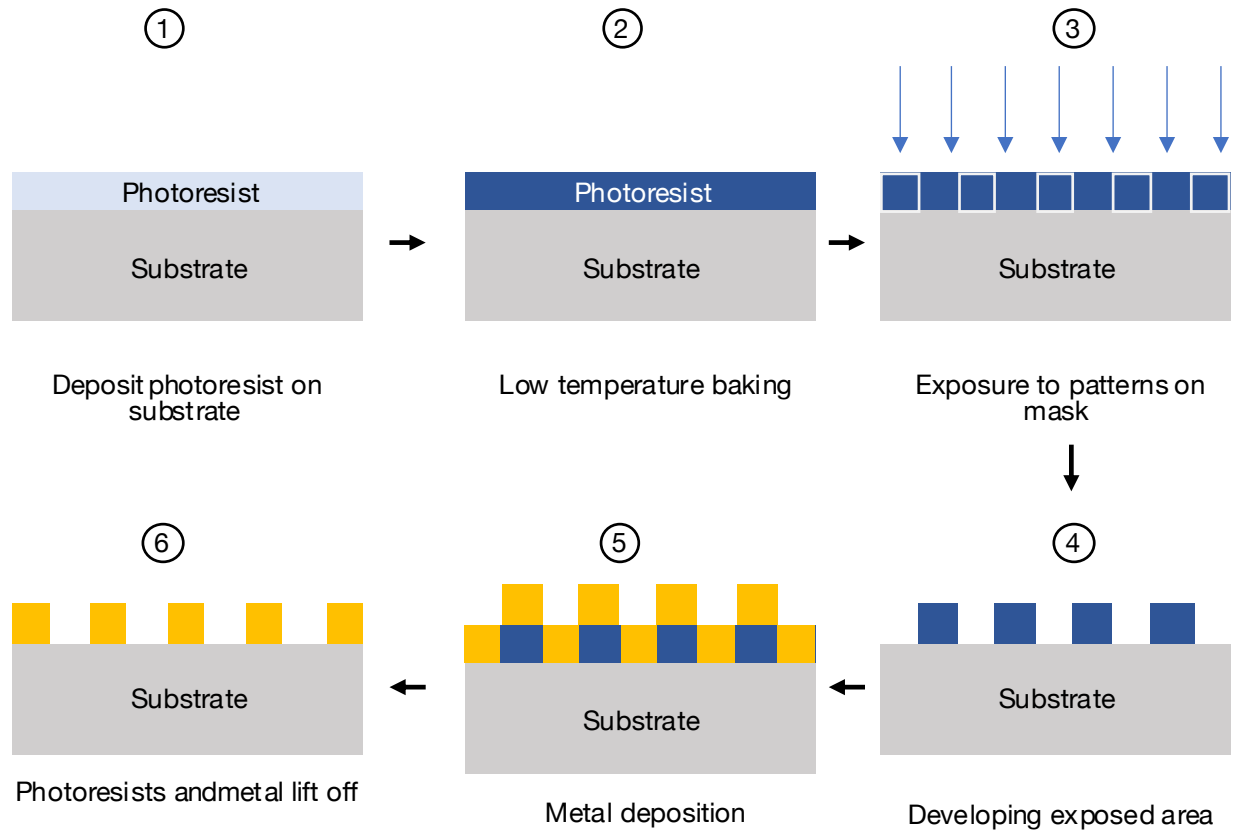 1
2
3
Photoresist
Substrate
Photoresist
Substrate
Substrate
Deposit photoresist on
substrate
Low temperature baking
Exposure to patterns on
mask
6
5
4
Substrate
Substrate
Substrate
Photoresists andmetal lift off
Metal deposition
Developing exposed area